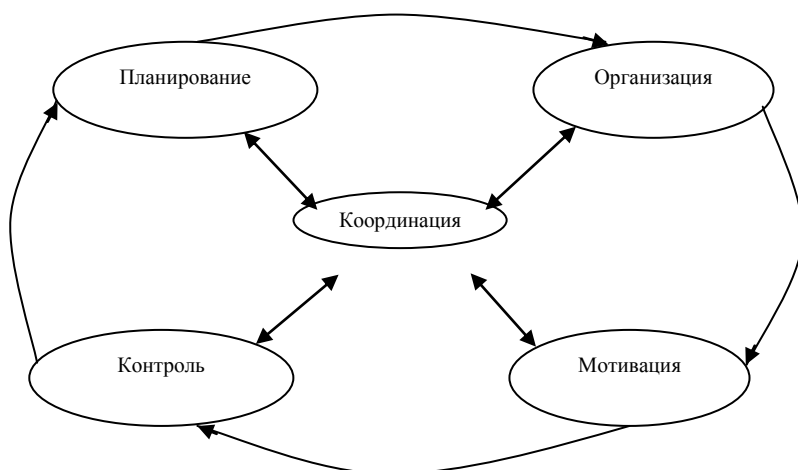 Планирование
Организация
Координация
Контроль
Мотивация